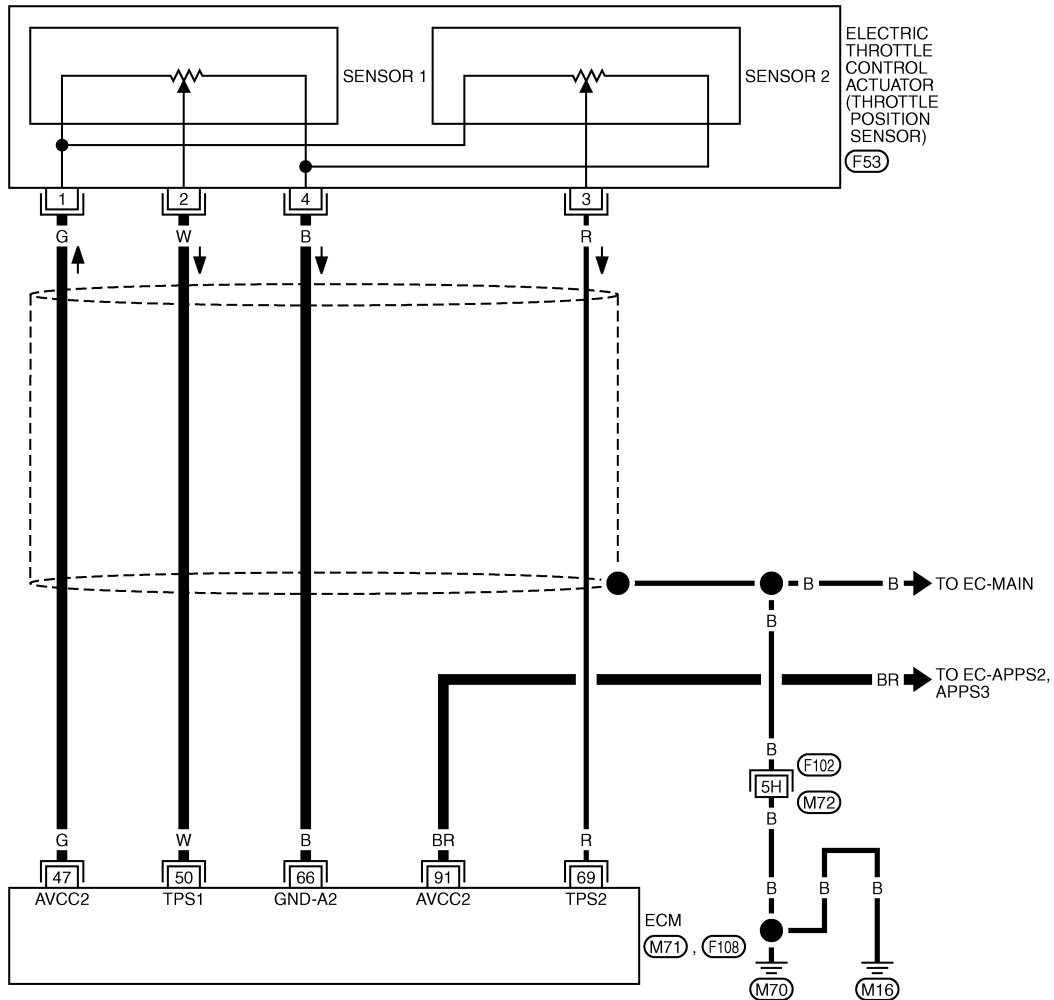 SENSOR 1
SENSOR 2
ELECTRIC
THROTTLE
CONTROL
ACTUATOR
(THROTTLE
POSITION
SENSOR)
F53
1 2 4 3
G W B R
B B TO EC-MAIN
B
BR TO EC-APPS2,
APPS3
B
F102
5H
M72
B
G W B BR R
47 50 66 91 69
AVCC2 TPS1 GND-A2 AVCC2 TPS2
B B B
ECM
M71 , F108
M70 M16